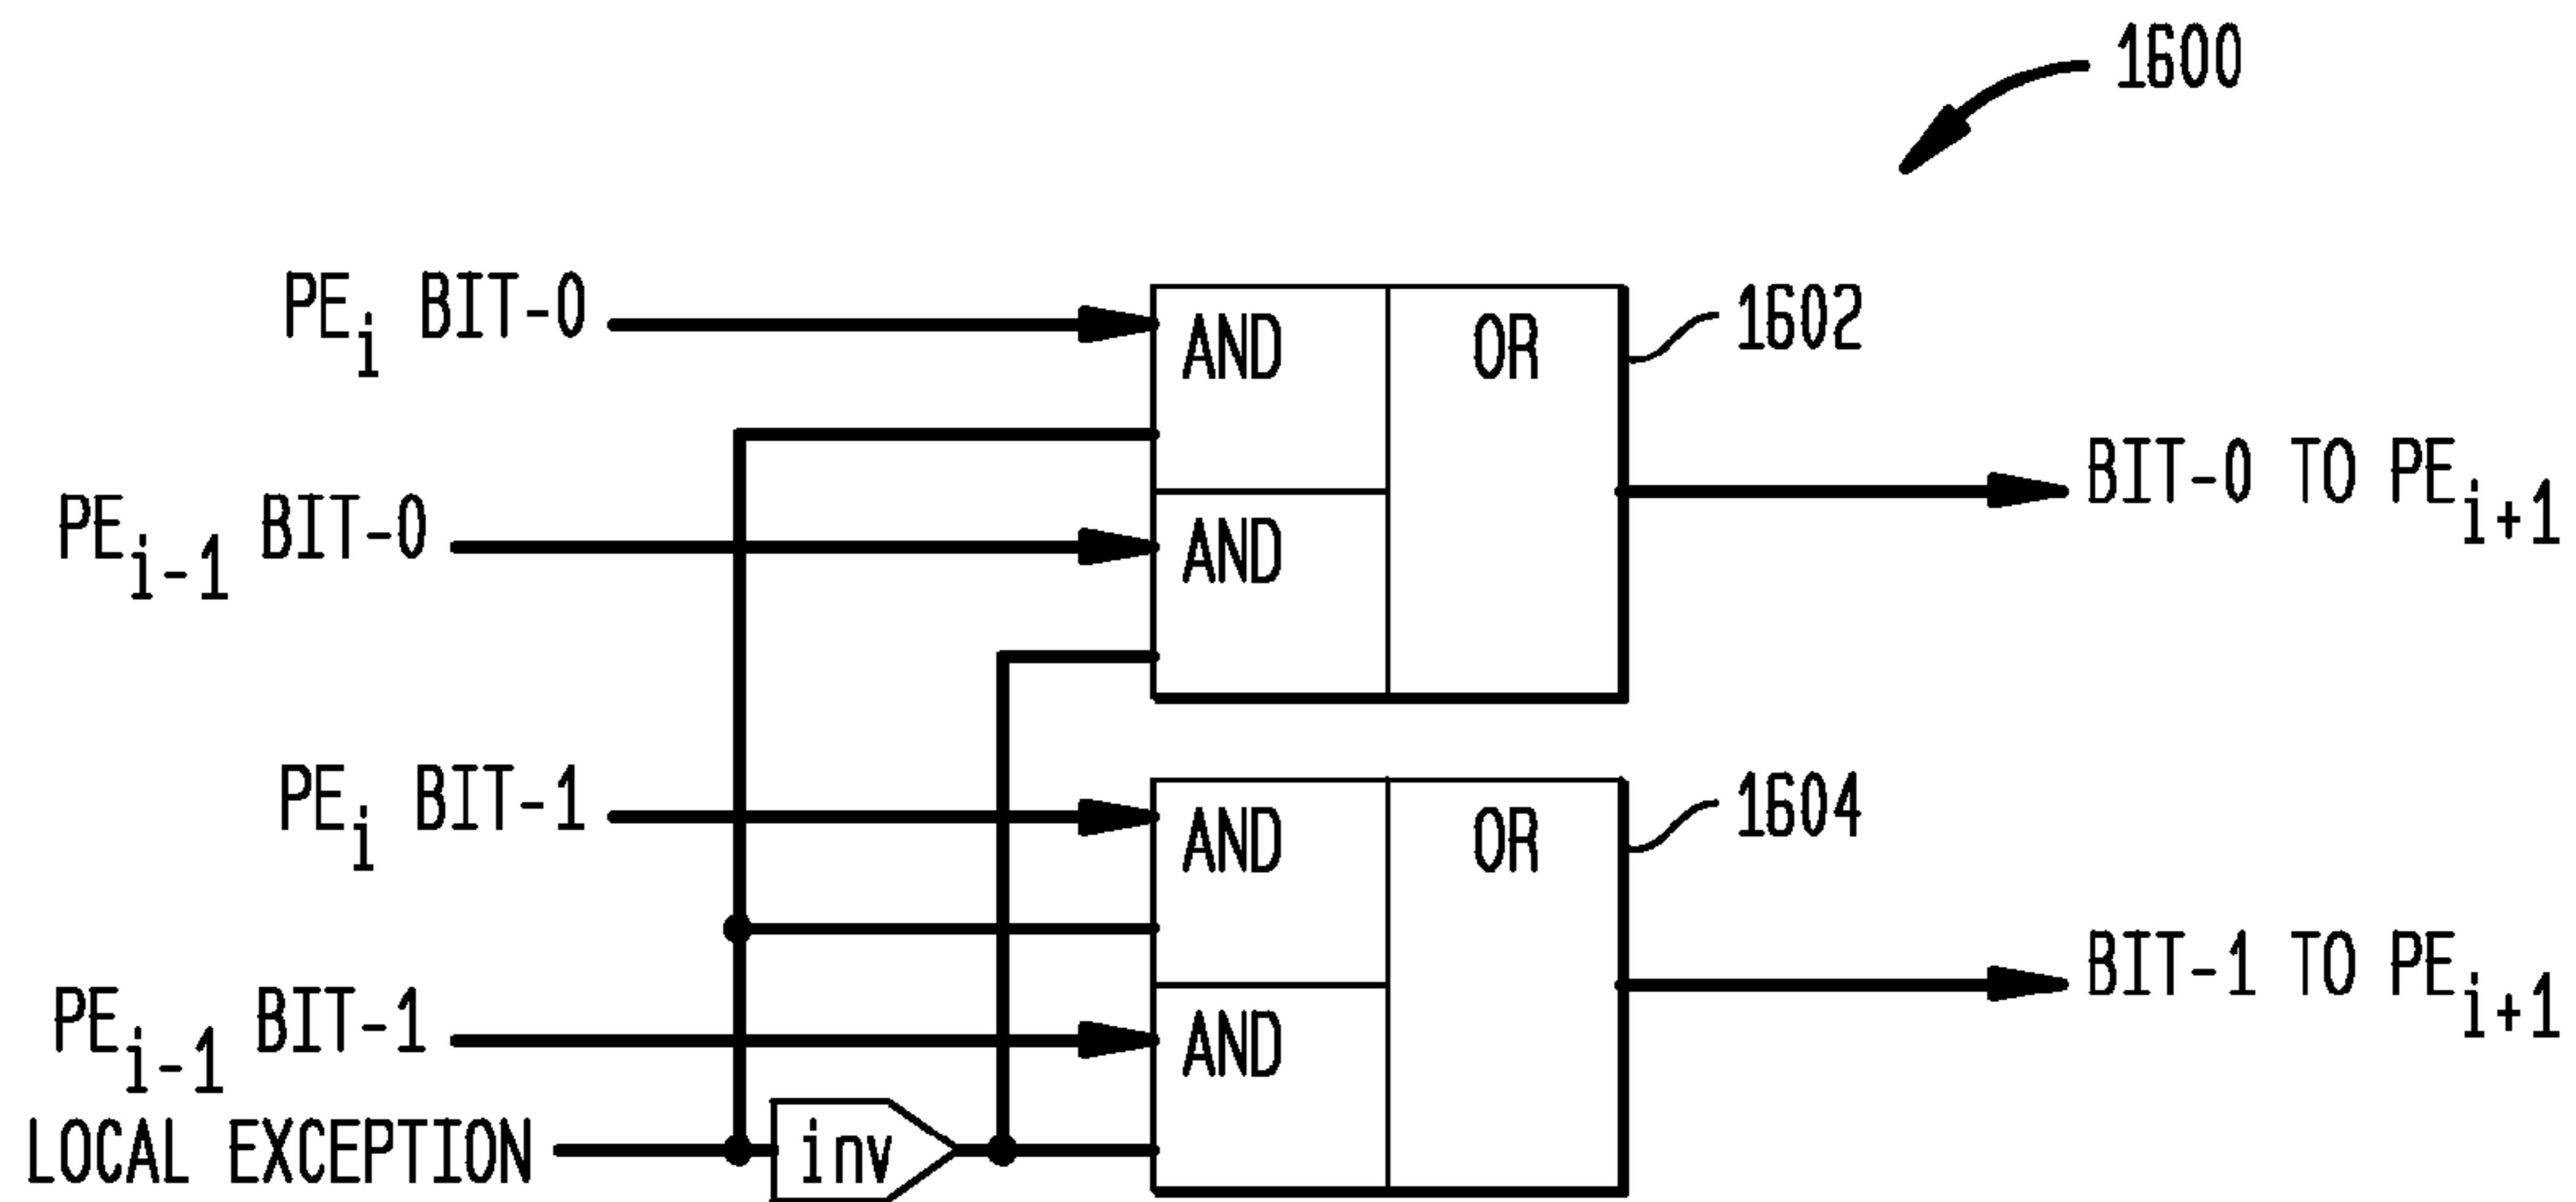 1600
PEi BIT-0
AND
OR
1602
PEi-1 BIT-0
AND
BIT-0 TO PEi+1
PEi BIT-1
AND
OR
1604
PEi-1 BIT-1
AND
BIT-1 TO PEi+1
LOCAL EXCEPTION
inv